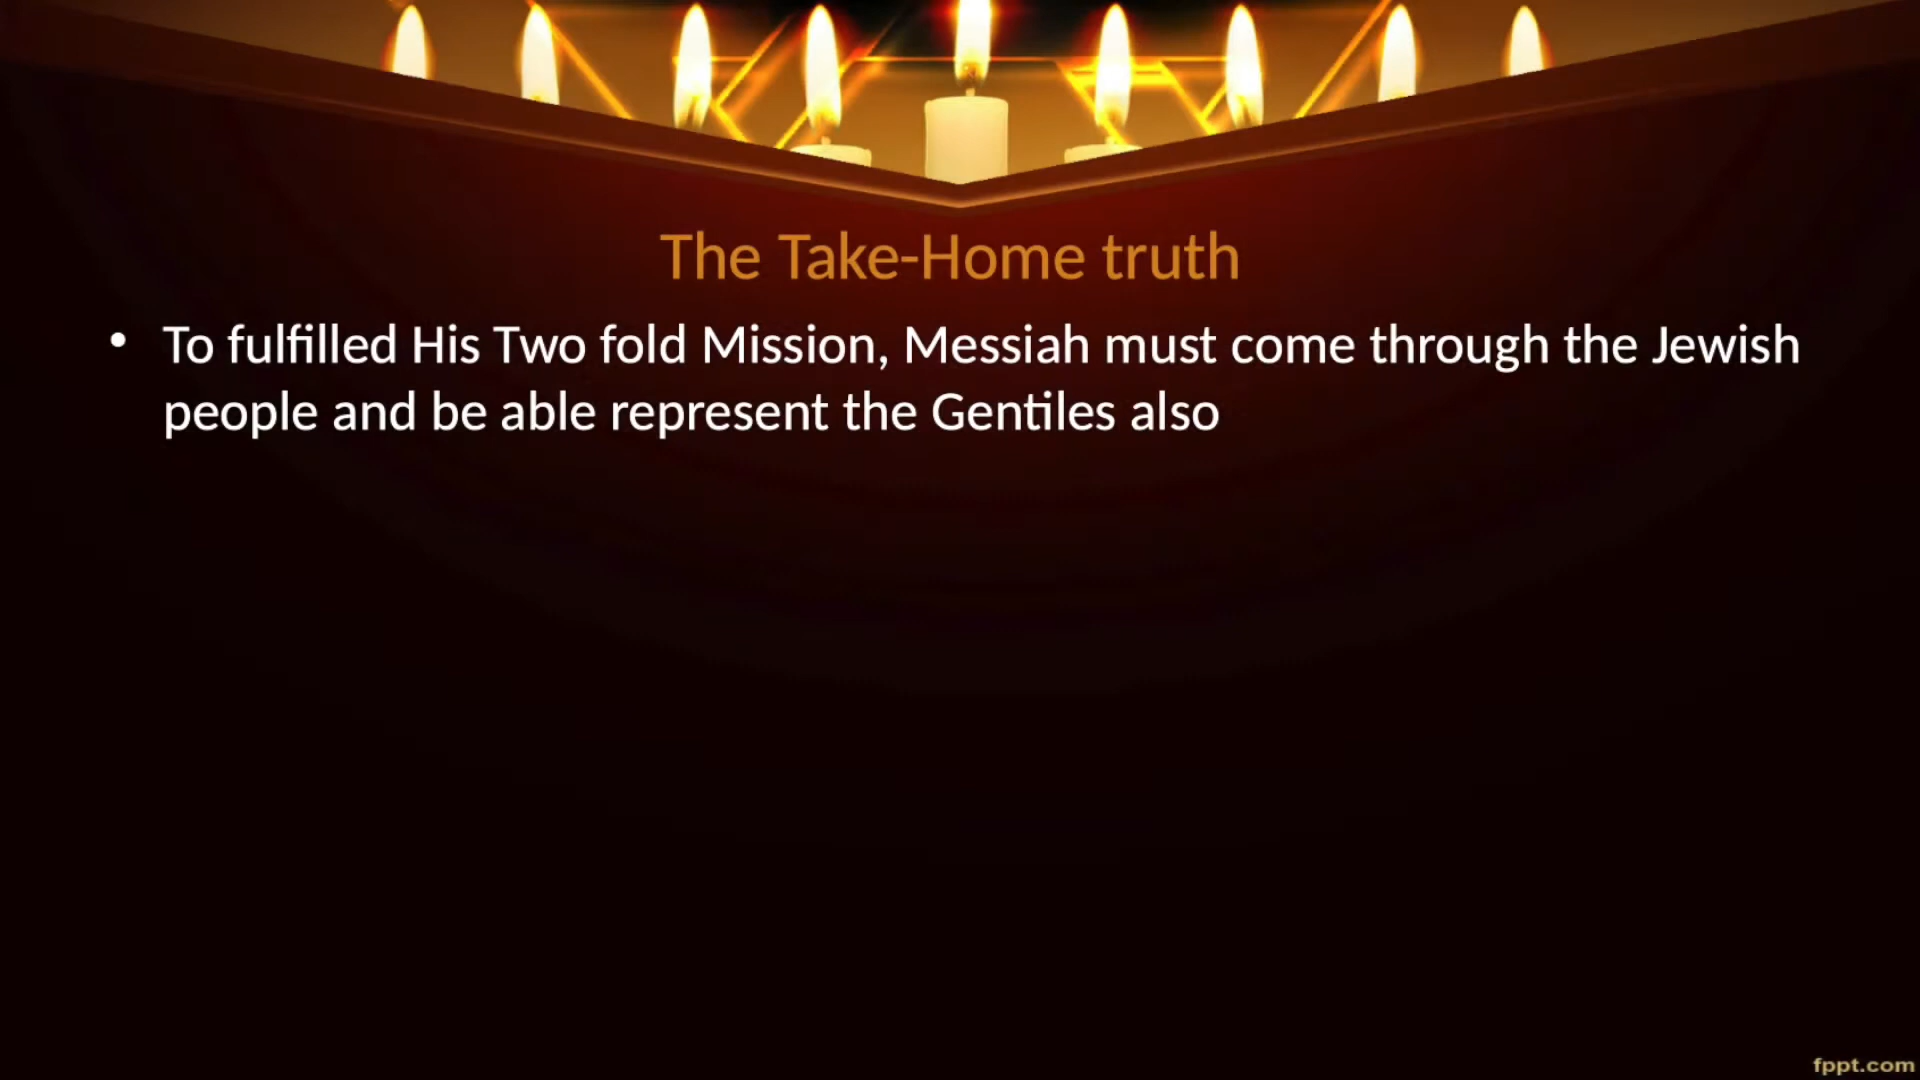 The Take-Home truth
• To fulfilled His Two fold Mission, Messiah must come through the Jewish
people and be able represent the Gentiles also
fppt.com